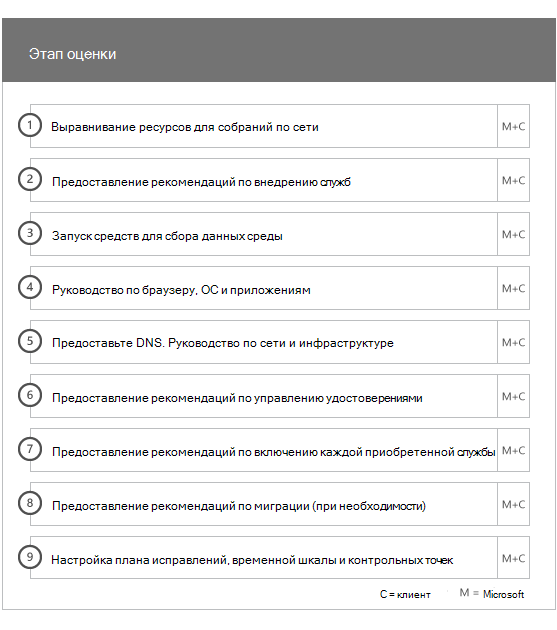 Этап оценки
1 Выравнивание ресурсов для собраний по сети M+C
2 Предоставление рекомендаций по внедрению служб M+C
3 Запуск средств для сбора данных среды M+C
4 Руководство по браузеру, ОС и приложениям M+C
5 Предоставьте DNS. Руководство по сети и инфраструктуре M+C
6 Предоставление рекомендаций по управлению удостоверениями M+C
7 Предоставление рекомендаций по включению каждой приобретенной службы M+C
8 Предоставление рекомендаций по миграции (при необходимости) M+C
9 Настройка плана исправлений, временной шкалы и контрольных точек M+C
C = клиент M = Microsoft